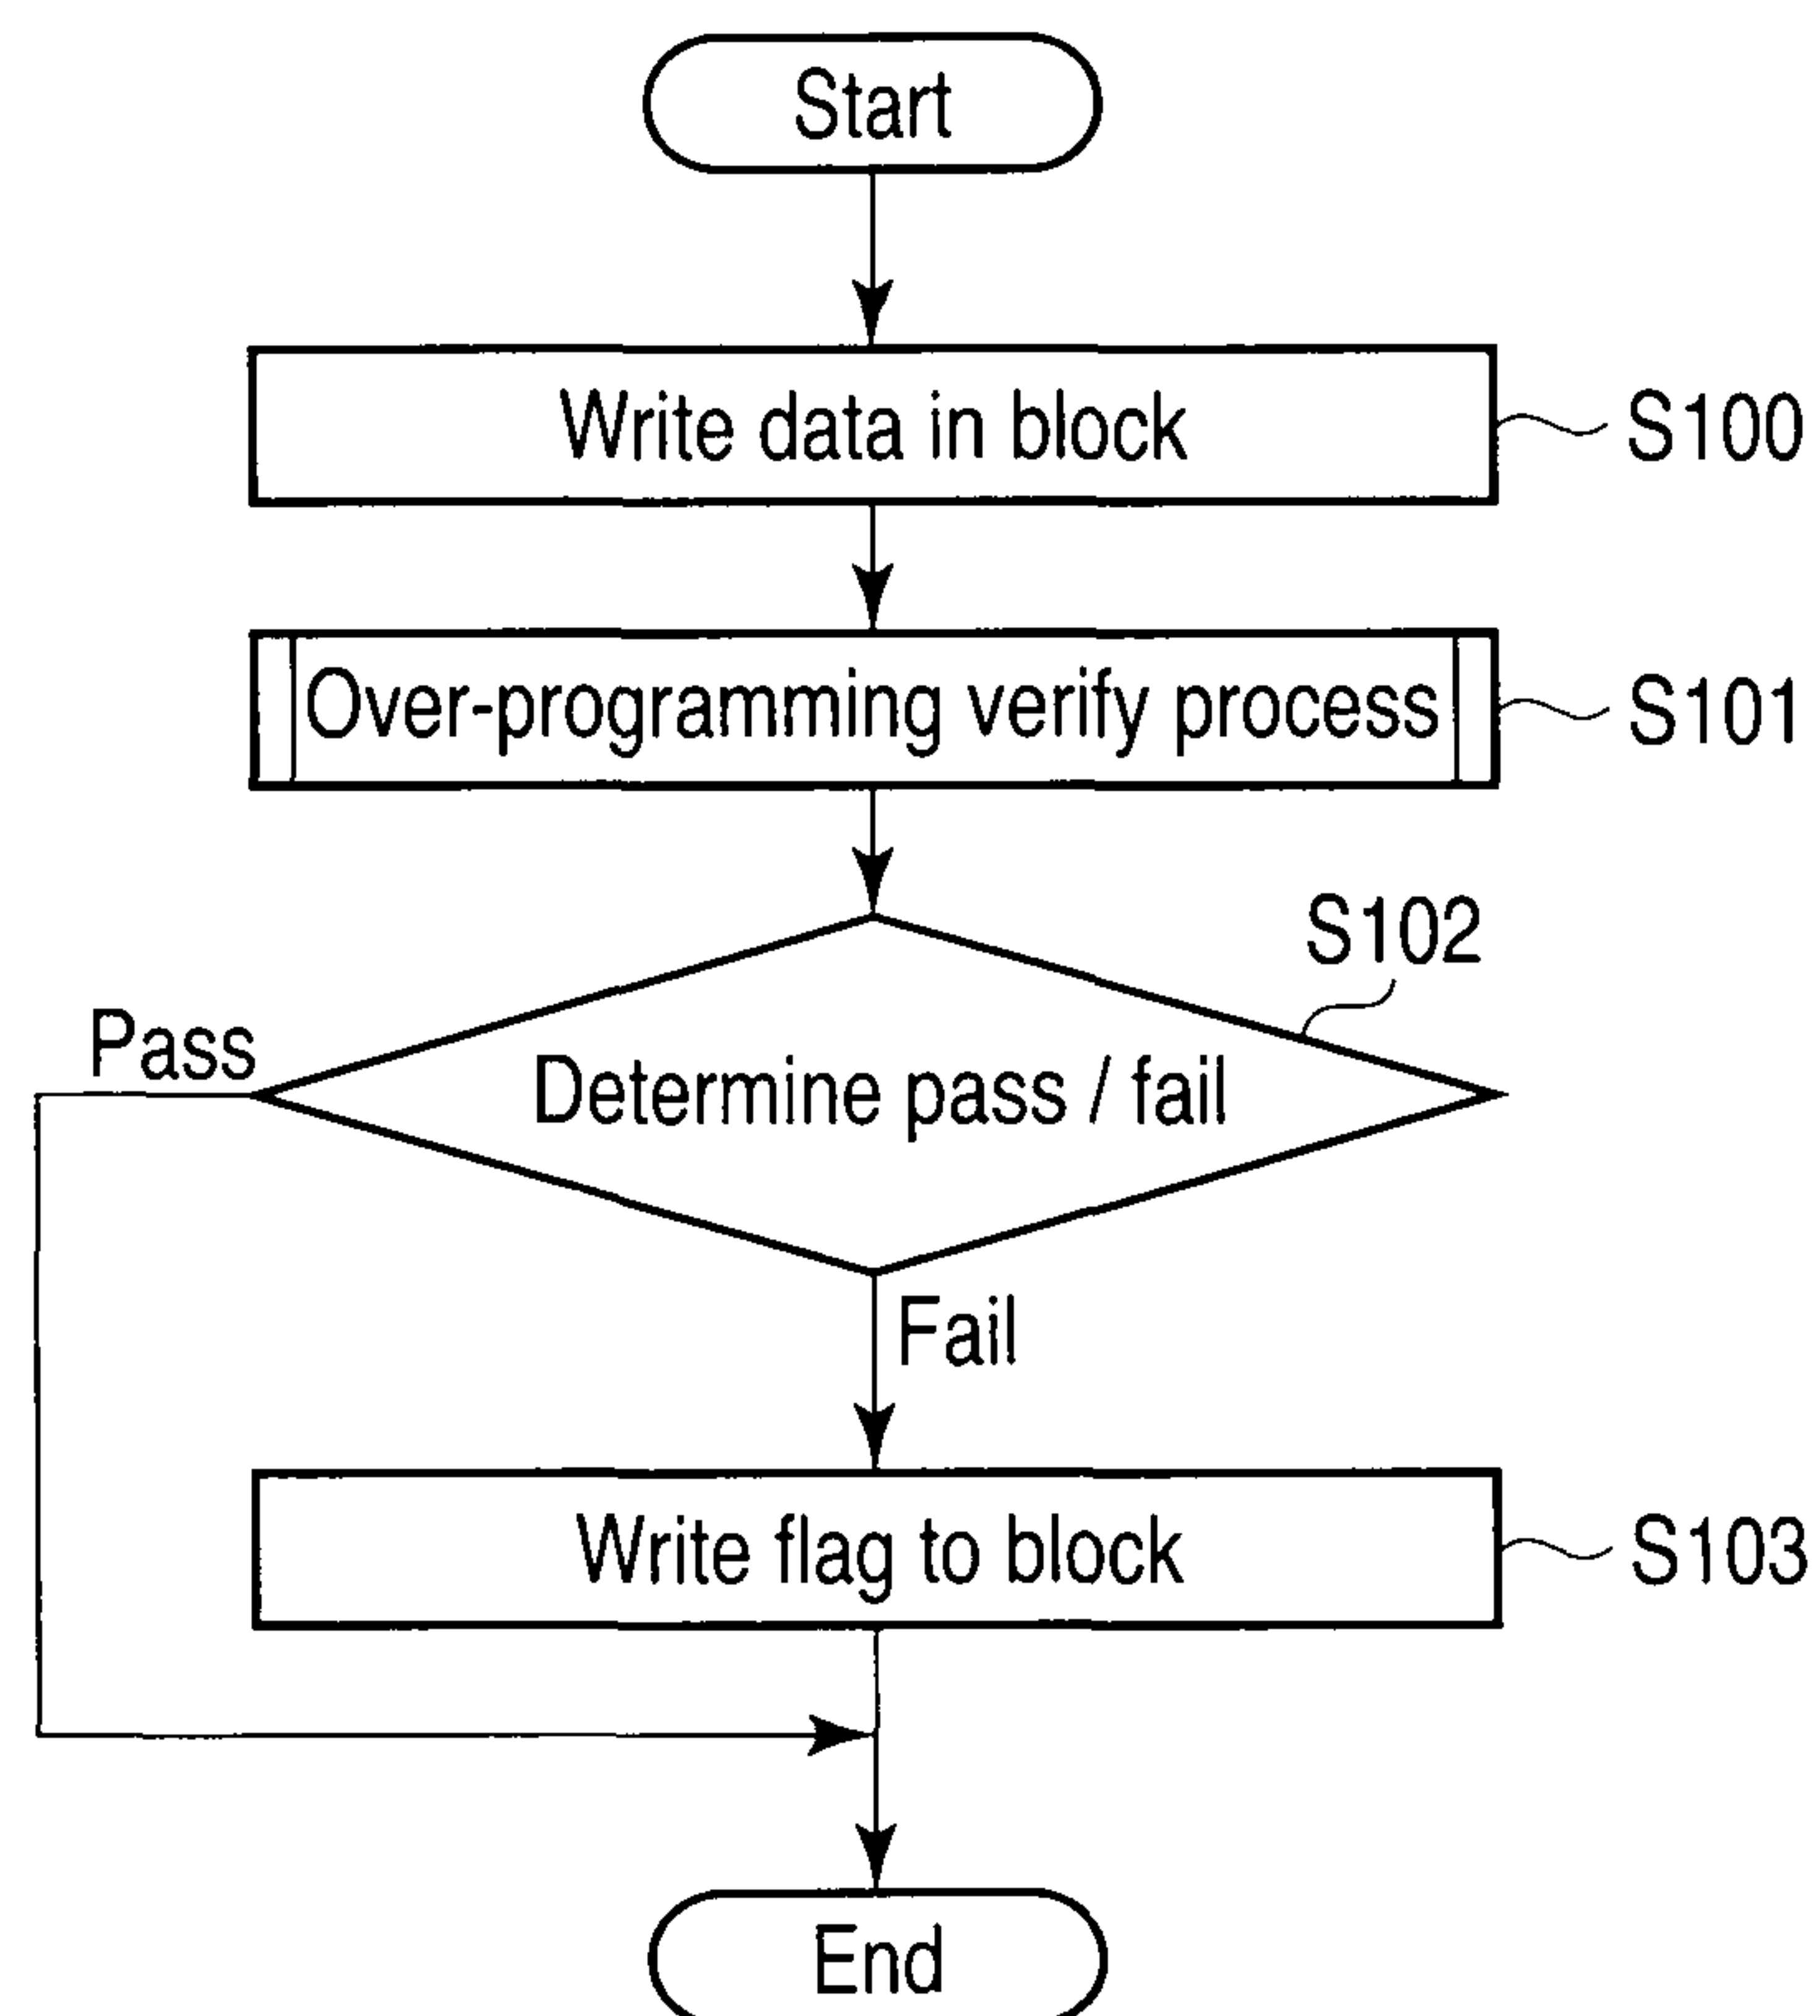 Start
Write data in block
S100
Over-programming verify process
S101
S102
Pass
Determine pass / fail
Fail
Write flag to block
S103
End